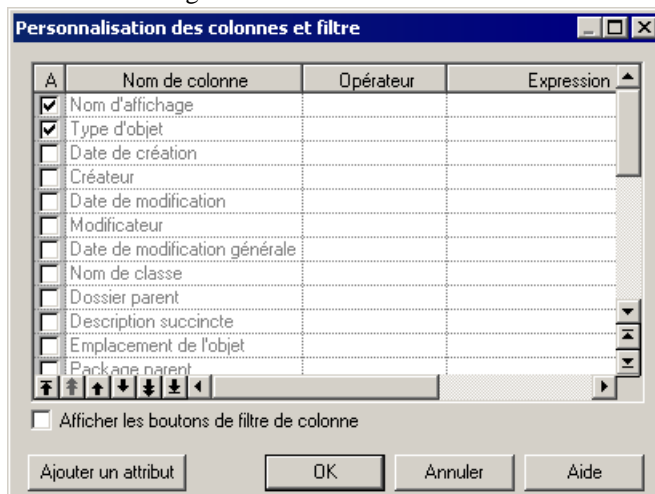 Personnalisation des colonnes et filtre
A Nom de colonne Opérateur Expression
Nom d'affichage
Type d'objet
Date de création
Créateur
Date de modification
Modificateur
Date de modification générale
Nom de classe
Dossier parent
Description succincte
Emplacement de l'objet
Package parent
Afficher les boutons de filtre de colonne
Ajouter un attribut OK Annuler Aide